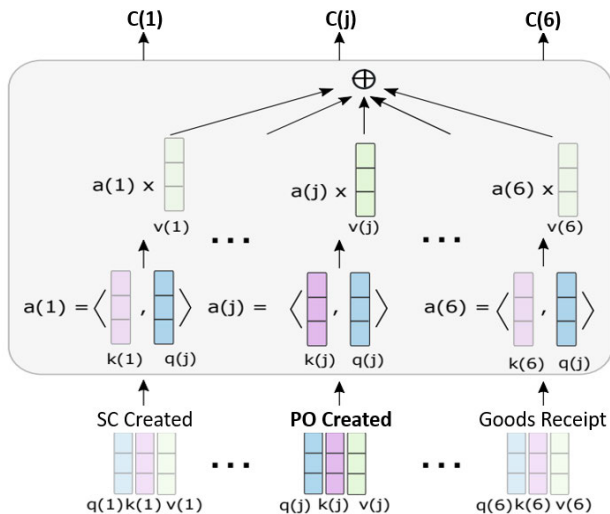 C(1) C(j) C(6)
⊕
a(1) x a(j) x a(6) x
v(1) v(j) v(6)
... ...
a(1) = ⟨ , ⟩ a(j) = ⟨ , ⟩ a(6) = ⟨ , ⟩
k(1) q(j) k(j) q(j) k(6) q(j)
SC Created PO Created Goods Receipt
... ...
q(1) k(1) v(1) q(j) k(j) v(j) q(6) k(6) v(6)